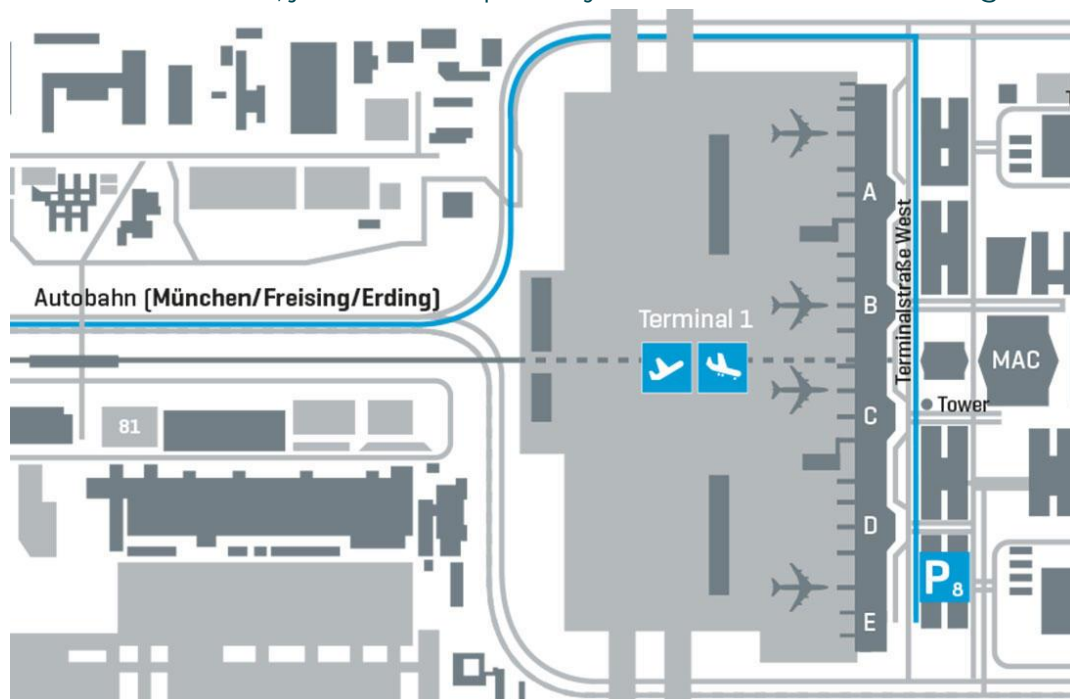 A
Autobahn (München/Freising/Erding)
Terminal 1
B
Terminalstraße West
MAC
Tower
C
81
D
P8
E